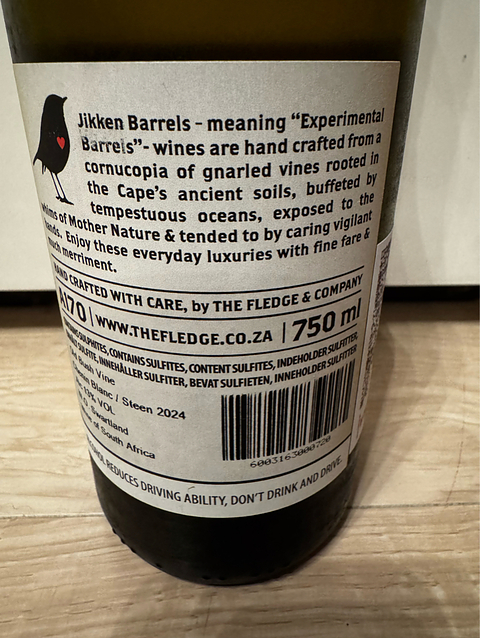 Jikken Barrels - meaning "Experimental
Barrels"- wines are hand crafted from a
cornucopia of gnarled vines rooted in
the Cape's ancient soils, buffeted by
tempestuous oceans, exposed to the
whims of Mother Nature & tended to by caring vigilant
hands. Enjoy these everyday luxuries with fine fare &
much merriment.
HAND CRAFTED WITH CARE, by THE FLEDGE & COMPANY
A170 | WWW.THEFLEDGE.CO.ZA | 750 ml
SULPHITES, CONTAINS SULFITES, CONTENT SULFITES, INDEHOLDER SULFITTER,
SULFITE, INNEHÅLLER SULFITER, BEVAT SULFIETEN, INNEHOLDER SULFITTER
Bush Vine
Blanc / Steen 2024
13% VOL
Swartland
of South Africa
6003163000720
ALCOHOL REDUCES DRIVING ABILITY, DON'T DRINK AND DRIVE.